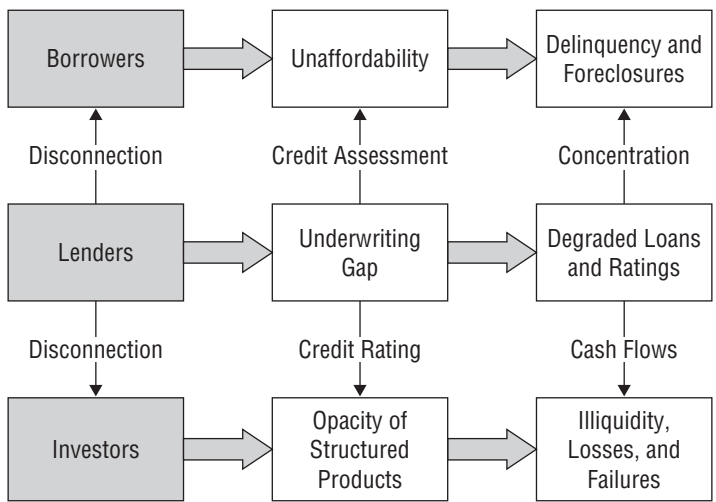 Borrowers
Unaffordability
Delinquency and
Foreclosures
Disconnection
Credit Assessment
Concentration
Lenders
Underwriting
Gap
Degraded Loans
and Ratings
Disconnection
Credit Rating
Cash Flows
Investors
Opacity of
Structured
Products
Illiquidity,
Losses, and
Failures